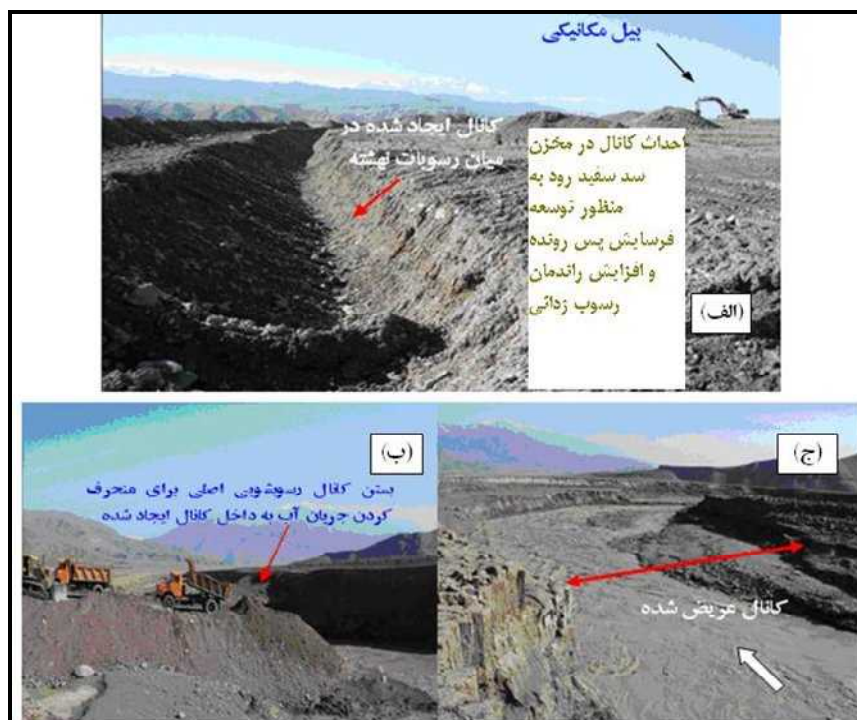 بیل مکانیکی
کانال ایجاد شده در
میان رسوبات نهشته
احداث کانال در مخزن
سد سفید رود به
منظور توسعه
فرسایش پس رونده
و افزایش راندمان
رسوب زدائی
(الف)
(ب)
بستن کانال رسوبشویی اصلی برای منحرف
کردن جریان آب به داخل کانال ایجاد شده
(ج)
کانال عریض شده